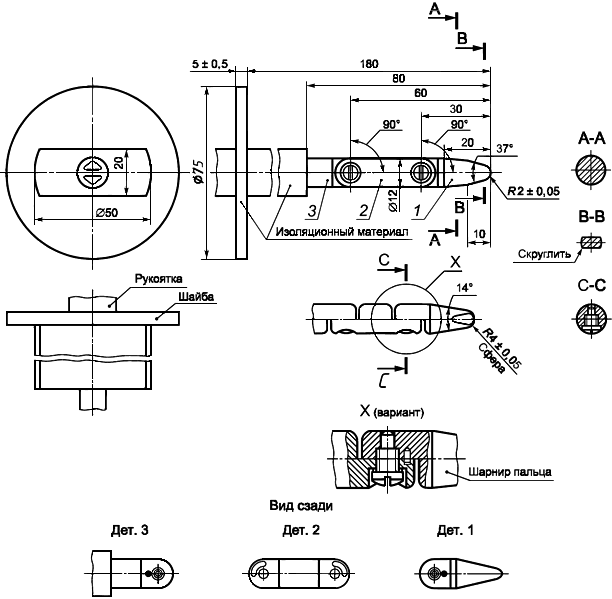 A
B
5 ± 0,5
180
80
60
30
90°
90°
20
37°
20
Ø75
Ø50
3
2
Ø12
1
B
R2 ± 0,05
A
10
Изоляционный материал
A-A
B-B
Скруглить
C-C
Рукоятка
Шайба
C
X
14°
R4 ± 0,05
Сфера
C
X (вариант)
Шарнир пальца
Вид сзади
Дет. 3
Дет. 2
Дет. 1